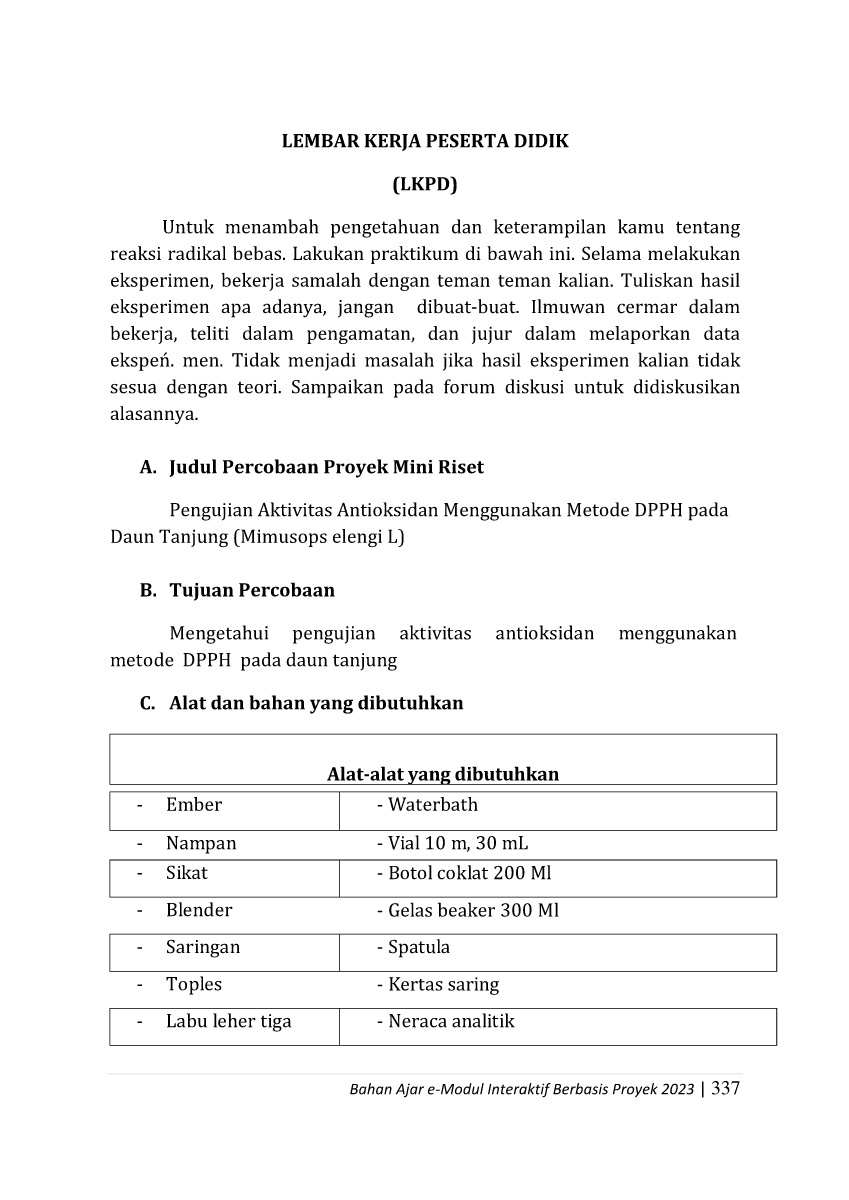 LEMBAR KERJA PESERTA DIDIK
(LKPD)
Untuk menambah pengetahuan dan keterampilan kamu tentang
reaksi radikal bebas. Lakukan praktikum di bawah ini. Selama melakukan
eksperimen, bekerja samalah dengan teman teman kalian. Tuliskan hasil
eksperimen apa adanya, jangan dibuat-buat. Ilmuwan cermar dalam
bekerja, teliti dalam pengamatan, dan jujur dalam melaporkan data
ekspeń. men. Tidak menjadi masalah jika hasil eksperimen kalian tidak
sesua dengan teori. Sampaikan pada forum diskusi untuk didiskusikan
alasannya.
A. Judul Percobaan Proyek Mini Riset
Pengujian Aktivitas Antioksidan Menggunakan Metode DPPH pada
Daun Tanjung (Mimusops elengi L)
B. Tujuan Percobaan
Mengetahui pengujian aktivitas antioksidan menggunakan
metode DPPH pada daun tanjung
C. Alat dan bahan yang dibutuhkan
Alat-alat yang dibutuhkan
- Ember - Waterbath
- Nampan - Vial 10 m, 30 mL
- Sikat - Botol coklat 200 Ml
- Blender - Gelas beaker 300 Ml
- Saringan - Spatula
- Toples - Kertas saring
- Labu leher tiga - Neraca analitik
Bahan Ajar e-Modul Interaktif Berbasis Proyek 2023 | 337